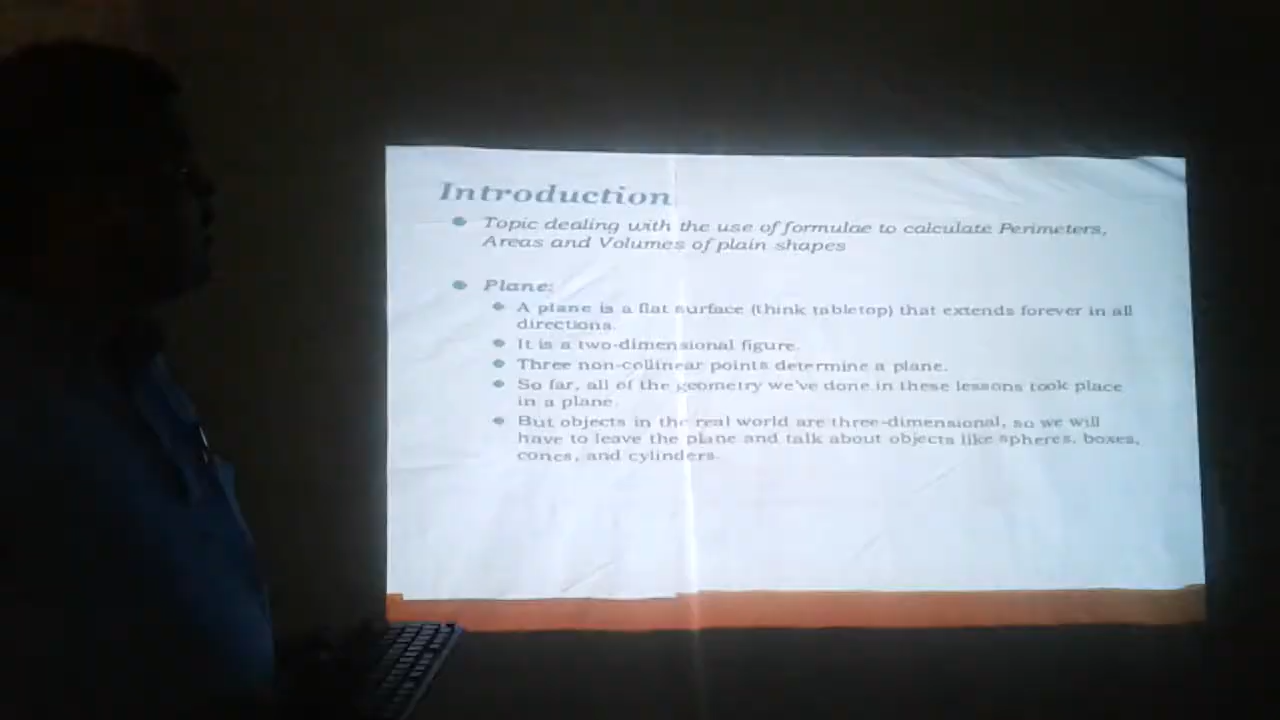 Introduction
Topic dealing with the use of formulae to calculate Perimeters,
Areas and Volumes of plain shapes
Plane:
A plane is a flat surface (think tabletop) that extends forever in all
directions.
It is a two-dimensional figure.
Three non-collinear points determine a plane.
So far, all of the geometry we've done in these lessons took place
in a plane.
But objects in the real world are three-dimensional, so we will
have to leave the plane and talk about objects like spheres, boxes,
cones, and cylinders.